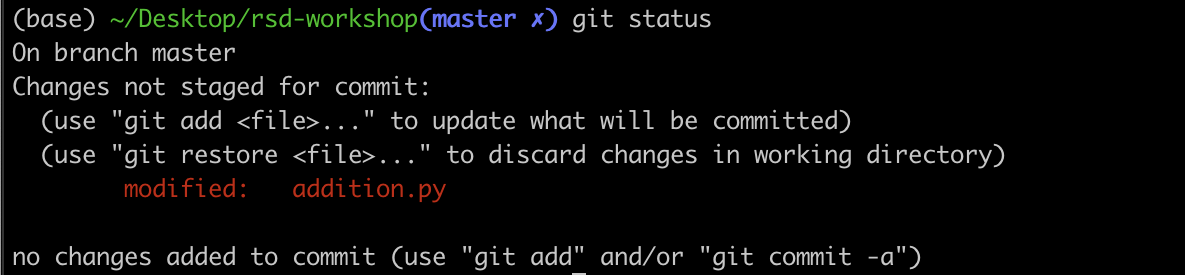 (base) ~/Desktop/rsd-workshop(master ✗) git status
On branch master
Changes not staged for commit:
  (use "git add <file>..." to update what will be committed)
  (use "git restore <file>..." to discard changes in working directory)
        modified:   addition.py

no changes added to commit (use "git add" and/or "git commit -a")